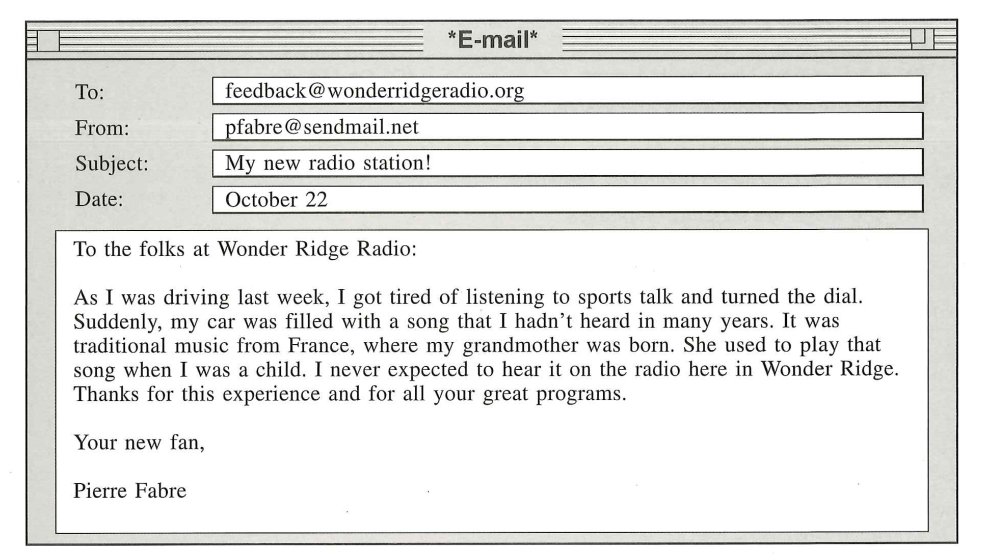 *E-mail*
To: feedback@wonderridgeradio.org
From: pfabre@sendmail.net
Subject: My new radio station!
Date: October 22
To the folks at Wonder Ridge Radio:
As I was driving last week, I got tired of listening to sports talk and turned the dial.
Suddenly, my car was filled with a song that I hadn't heard in many years. It was
traditional music from France, where my grandmother was born. She used to play that
song when I was a child. I never expected to hear it on the radio here in Wonder Ridge.
Thanks for this experience and for all your great programs.
Your new fan,
Pierre Fabre